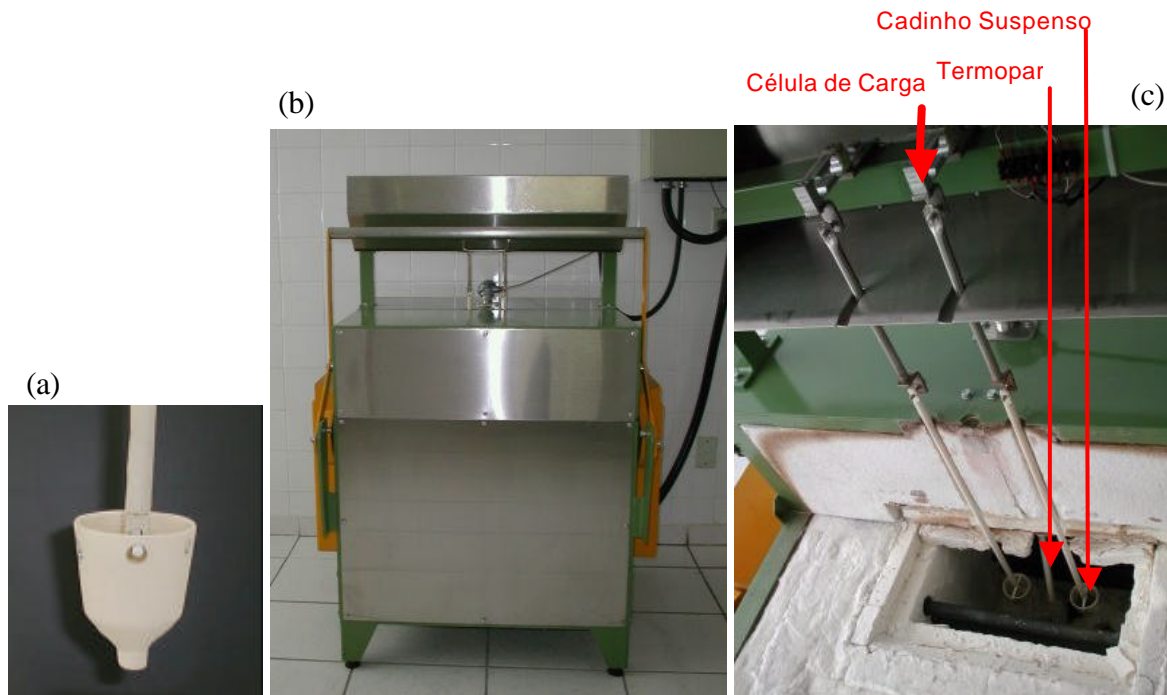 Cadinho Suspenso
Célula de Carga
Termopar
(b)
(c)
(a)